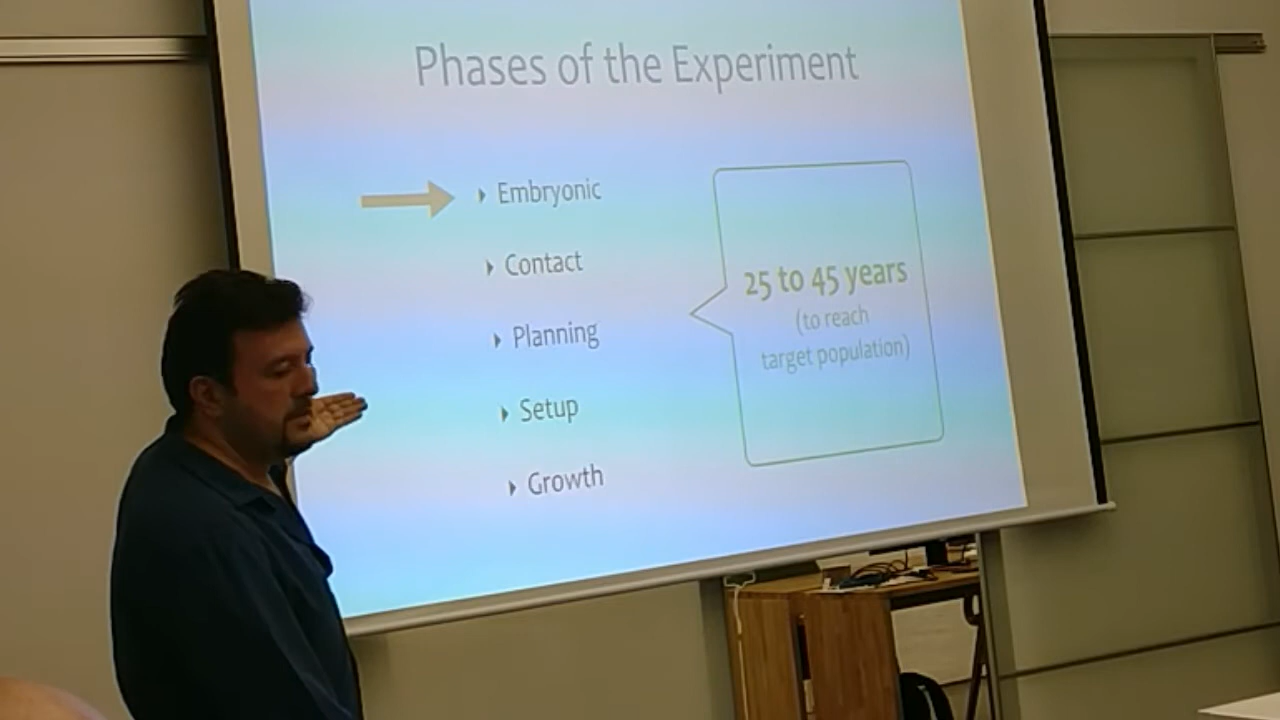 Phases of the Experiment
Embryonic
Contact
Planning
Setup
Growth
25 to 45 years
(to reach
target population)